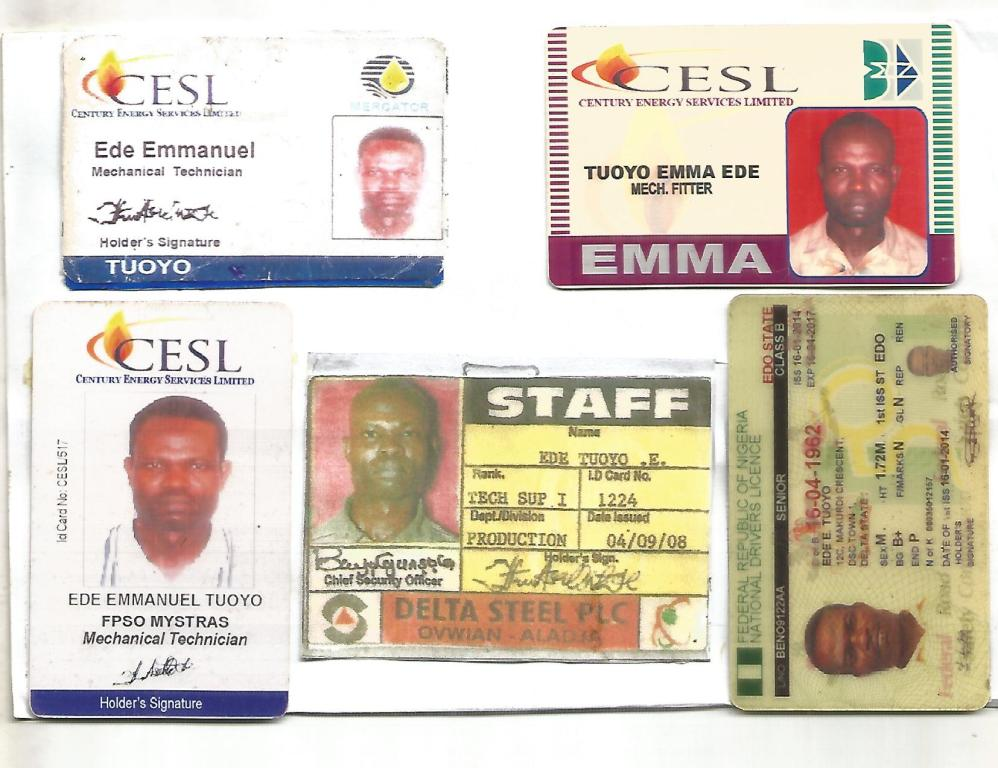 CESL
CENTURY ENERGY SERVICES LIMITED
MERCATOR
Ede Emmanuel
Mechanical Technician
Holder's Signature
TUOYO
CESL
CENTURY ENERGY SERVICES LIMITED
TUOYO EMMA EDE
MECH. FITTER
EMMA
CESL
CENTURY ENERGY SERVICES LIMITED
Id Card No: CESL/517
EDE EMMANUEL TUOYO
FPSO MYSTRAS
Mechanical Technician
Holder's Signature
STAFF
Name
EDE TUOYO .E.
Rank. I.D Card No.
TECH SUP I 1224
Dept./Division Date Issued
PRODUCTION 04/09/08
Holder's Sign.
Chief Security Officer
DELTA STEEL PLC
OVWIAN - ALADJA
FEDERAL REPUBLIC OF NIGERIA
NATIONAL DRIVERS LICENCE
EDO STATE
L/NO BEN09122AA SENIOR CLASS B
ISS 16-01-2014
EXP 16-04-2017
D of B 16-04-1962
EDE E. TUOYO
12C, MAKURDI CRESCENT,
DSC TOWN 1,
DELTA STATE
SEX M HT 1.72M 1st ISS ST EDO
BG B+ F/MARKS N GL N REP REN
END P
N of K 08035012157
DATE OF 1st ISS 16-01-2014
HOLDER'S
SIGNATURE
AUTHORISED
SIGNATORY